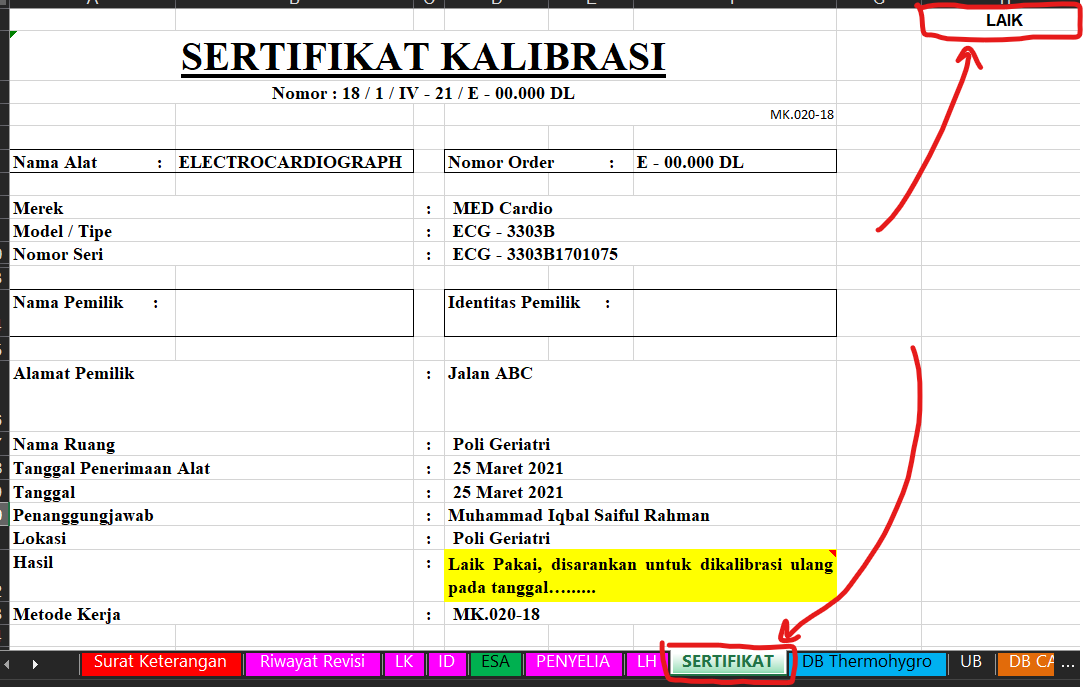 LAIK
SERTIFIKAT KALIBRASI
Nomor : 18 / 1 / IV - 21 / E - 00.000 DL
MK.020-18
Nama Alat : ELECTROCARDIOGRAPH Nomor Order : E - 00.000 DL
Merek : MED Cardio
Model / Tipe : ECG - 3303B
Nomor Seri : ECG - 3303B1701075
Nama Pemilik : Identitas Pemilik :
Alamat Pemilik : Jalan ABC
Nama Ruang : Poli Geriatri
Tanggal Penerimaan Alat : 25 Maret 2021
Tanggal : 25 Maret 2021
Penanggungjawab : Muhammad Iqbal Saiful Rahman
Lokasi : Poli Geriatri
Hasil : Laik Pakai, disarankan untuk dikalibrasi ulang
pada tanggal.........
Metode Kerja : MK.020-18
Surat Keterangan Riwayat Revisi LK ID ESA PENYELIA LH SERTIFIKAT DB Thermohygro UB DB CA ...